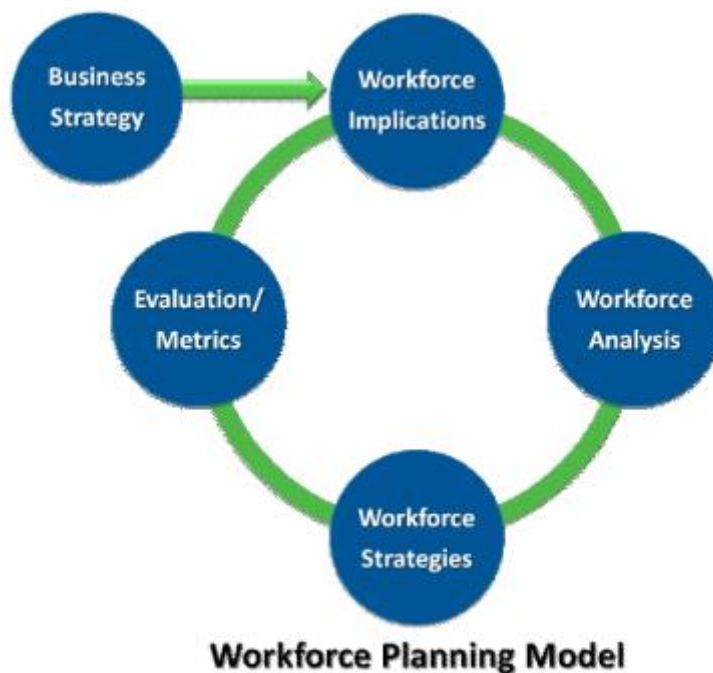 Business
Strategy
Workforce
Implications
Evaluation/
Metrics
Workforce
Analysis
Workforce
Strategies
Workforce Planning Model